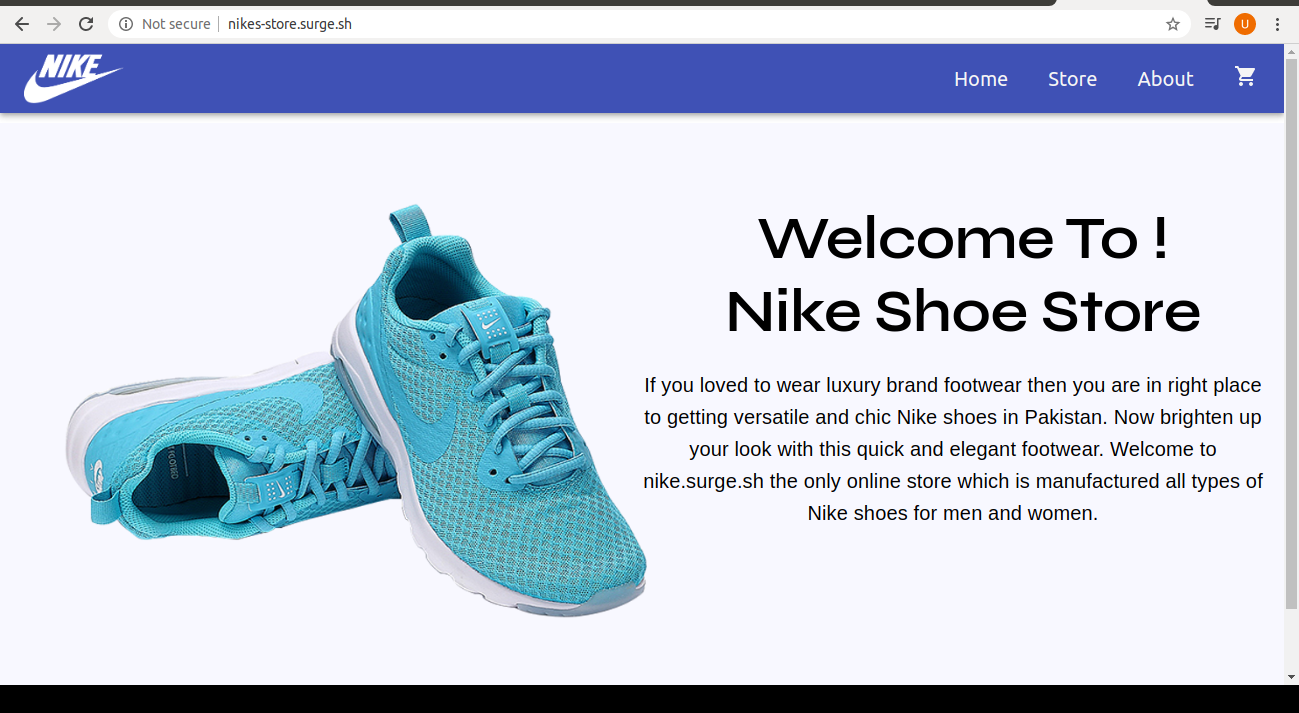 Not secure
nikes-store.surge.sh
U
NIKE
Home
Store
About
Welcome To !
Nike Shoe Store
If you loved to wear luxury brand footwear then you are in right place
to getting versatile and chic Nike shoes in Pakistan. Now brighten up
your look with this quick and elegant footwear. Welcome to
nike.surge.sh the only online store which is manufactured all types of
Nike shoes for men and women.